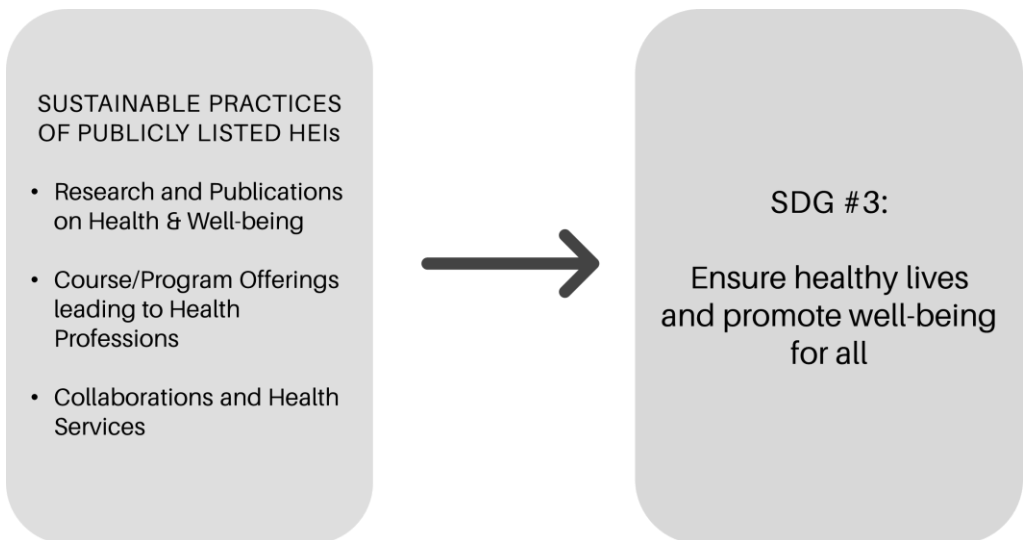 SUSTAINABLE PRACTICES
OF PUBLICLY LISTED HEIs
• Research and Publications
on Health & Well-being
• Course/Program Offerings
leading to Health
Professions
• Collaborations and Health
Services
SDG #3:
Ensure healthy lives
and promote well-being
for all